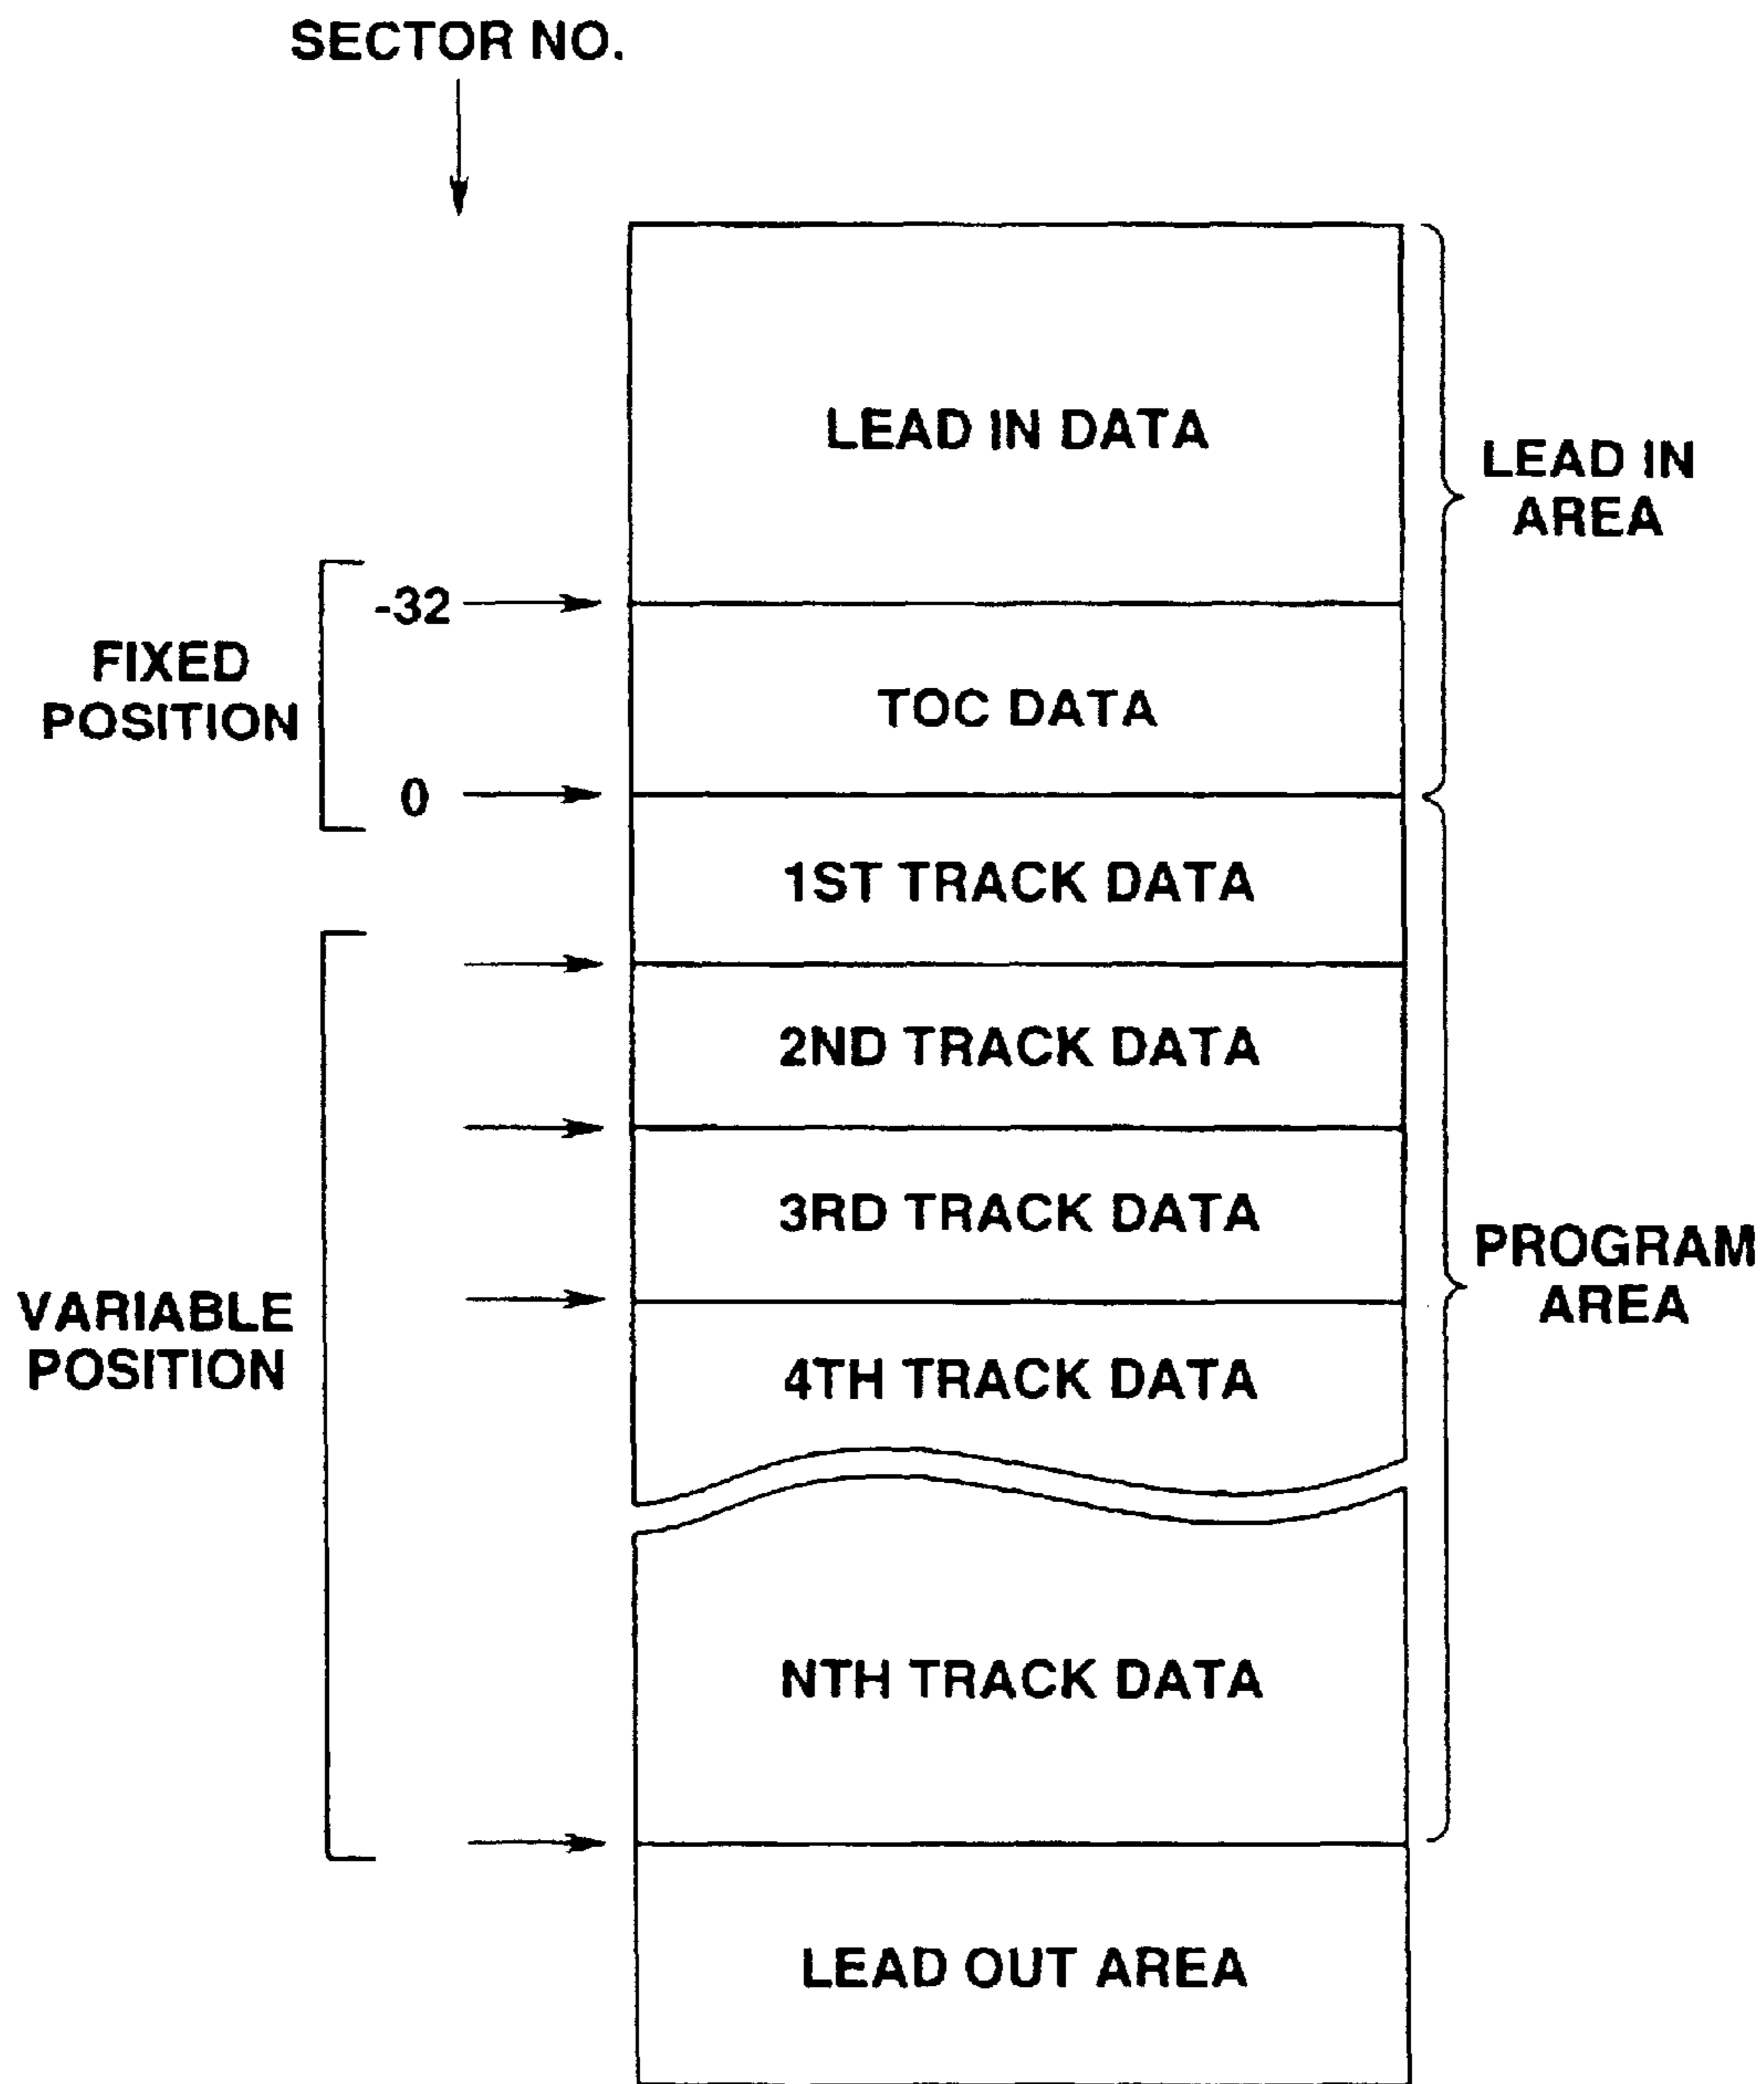 SECTOR NO.
LEAD IN DATA
LEAD IN
AREA
-32
FIXED
POSITION
TOC DATA
0
1ST TRACK DATA
2ND TRACK DATA
3RD TRACK DATA
PROGRAM
AREA
VARIABLE
POSITION
4TH TRACK DATA
NTH TRACK DATA
LEAD OUT AREA